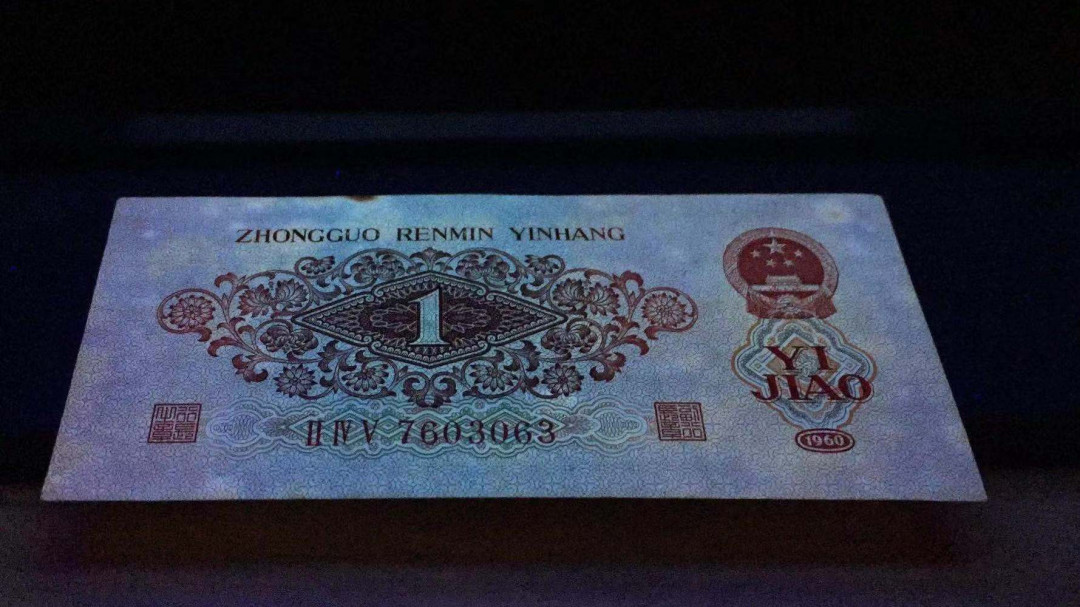 ZHONGGUO RENMIN YINHANG
1
YI
JIAO
II IV V 7603063
1960